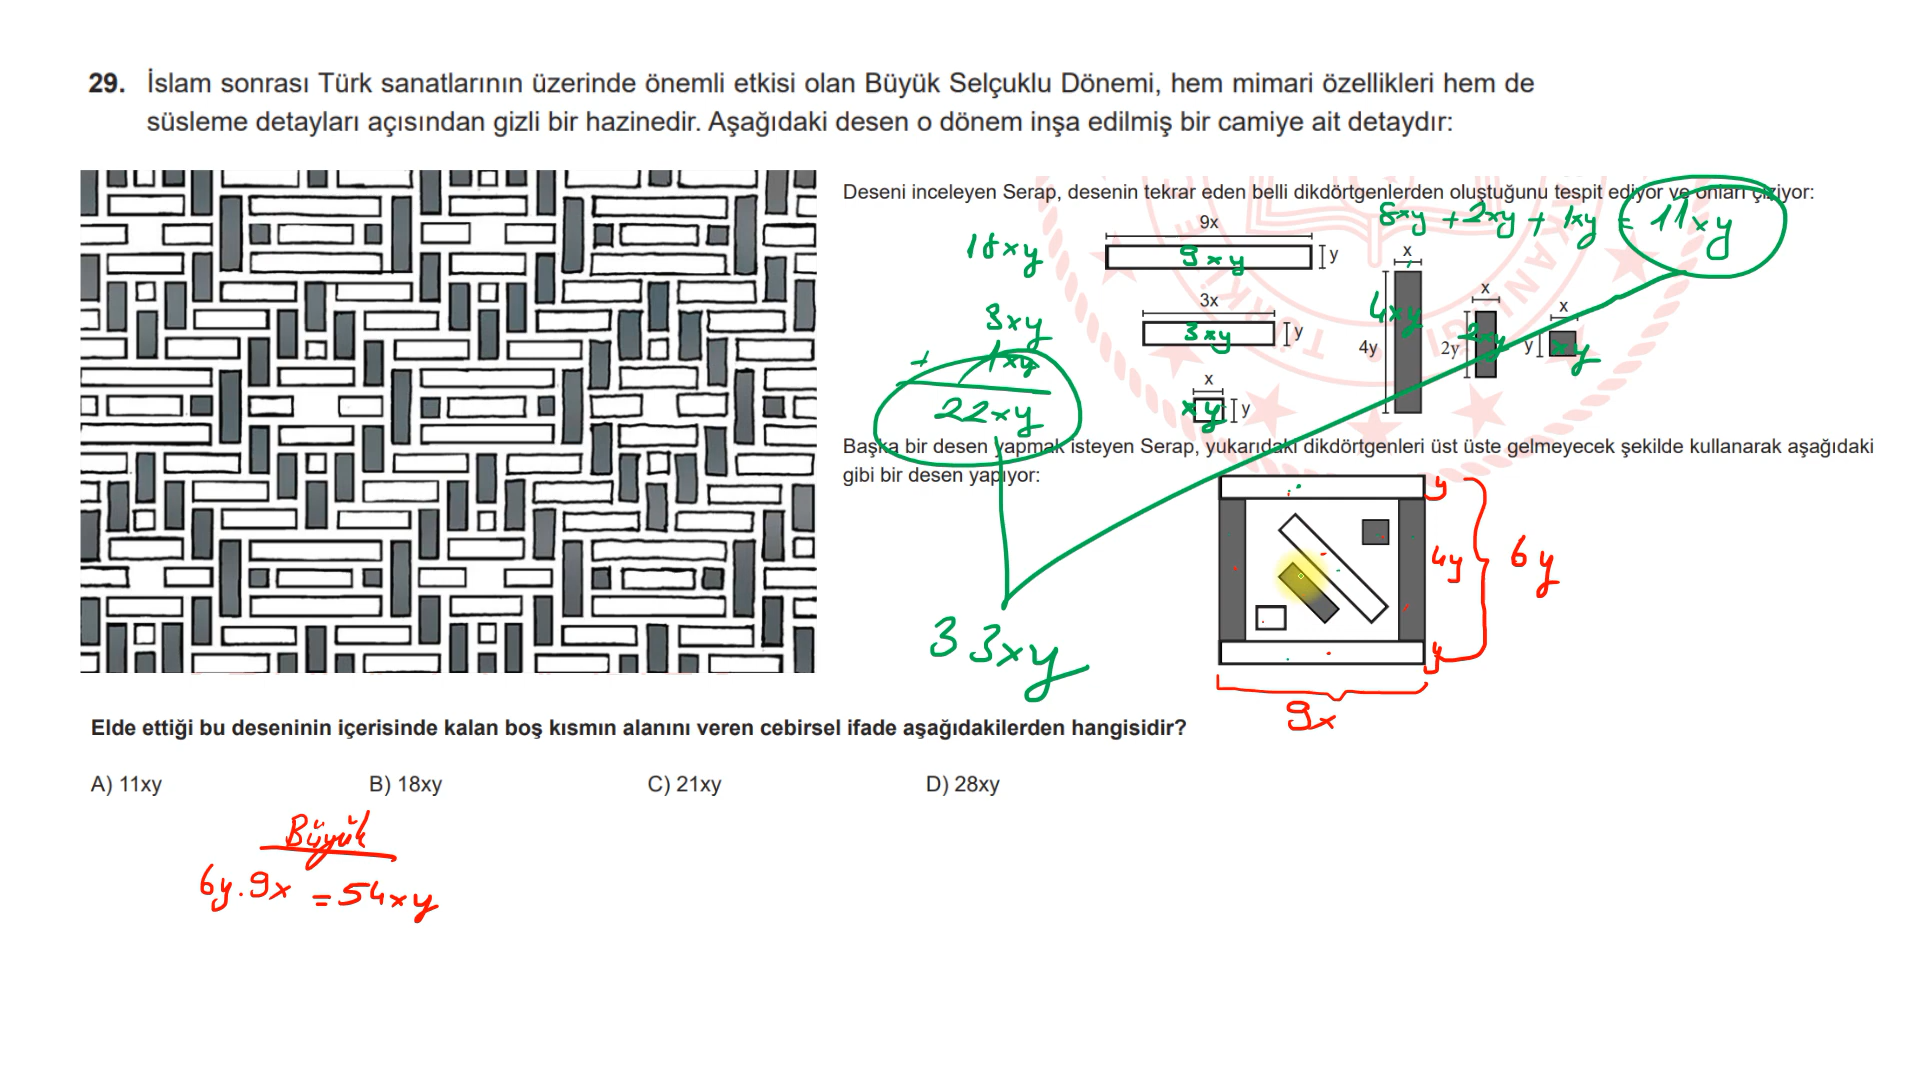 29. İslam sonrası Türk sanatlarının üzerinde önemli etkisi olan Büyük Selçuklu Dönemi, hem mimari özellikleri hem de
süsleme detayları açısından gizli bir hazinedir. Aşağıdaki desen o dönem inşa edilmiş bir camiye ait detaydır:
Deseni inceleyen Serap, desenin tekrar eden belli dikdörtgenlerden oluştuğunu tespit ediyor ve onları çiziyor:
8xy + 2xy + 1xy = 11xy
9x
18xy
9xy
y
x
3x
3xy
3xy
y
4xy
4y
x
2y
2xy
x
y
xy
+ 1xy
22xy
x
xy
y
Başka bir desen yapmak isteyen Serap, yukarıdaki dikdörtgenleri üst üste gelmeyecek şekilde kullanarak aşağıdaki
gibi bir desen yapıyor:
y
4y
6y
y
33xy
9x
Elde ettiği bu deseninin içerisinde kalan boş kısmın alanını veren cebirsel ifade aşağıdakilerden hangisidir?
A) 11xy B) 18xy C) 21xy D) 28xy
Büyük
6y.9x = 54xy